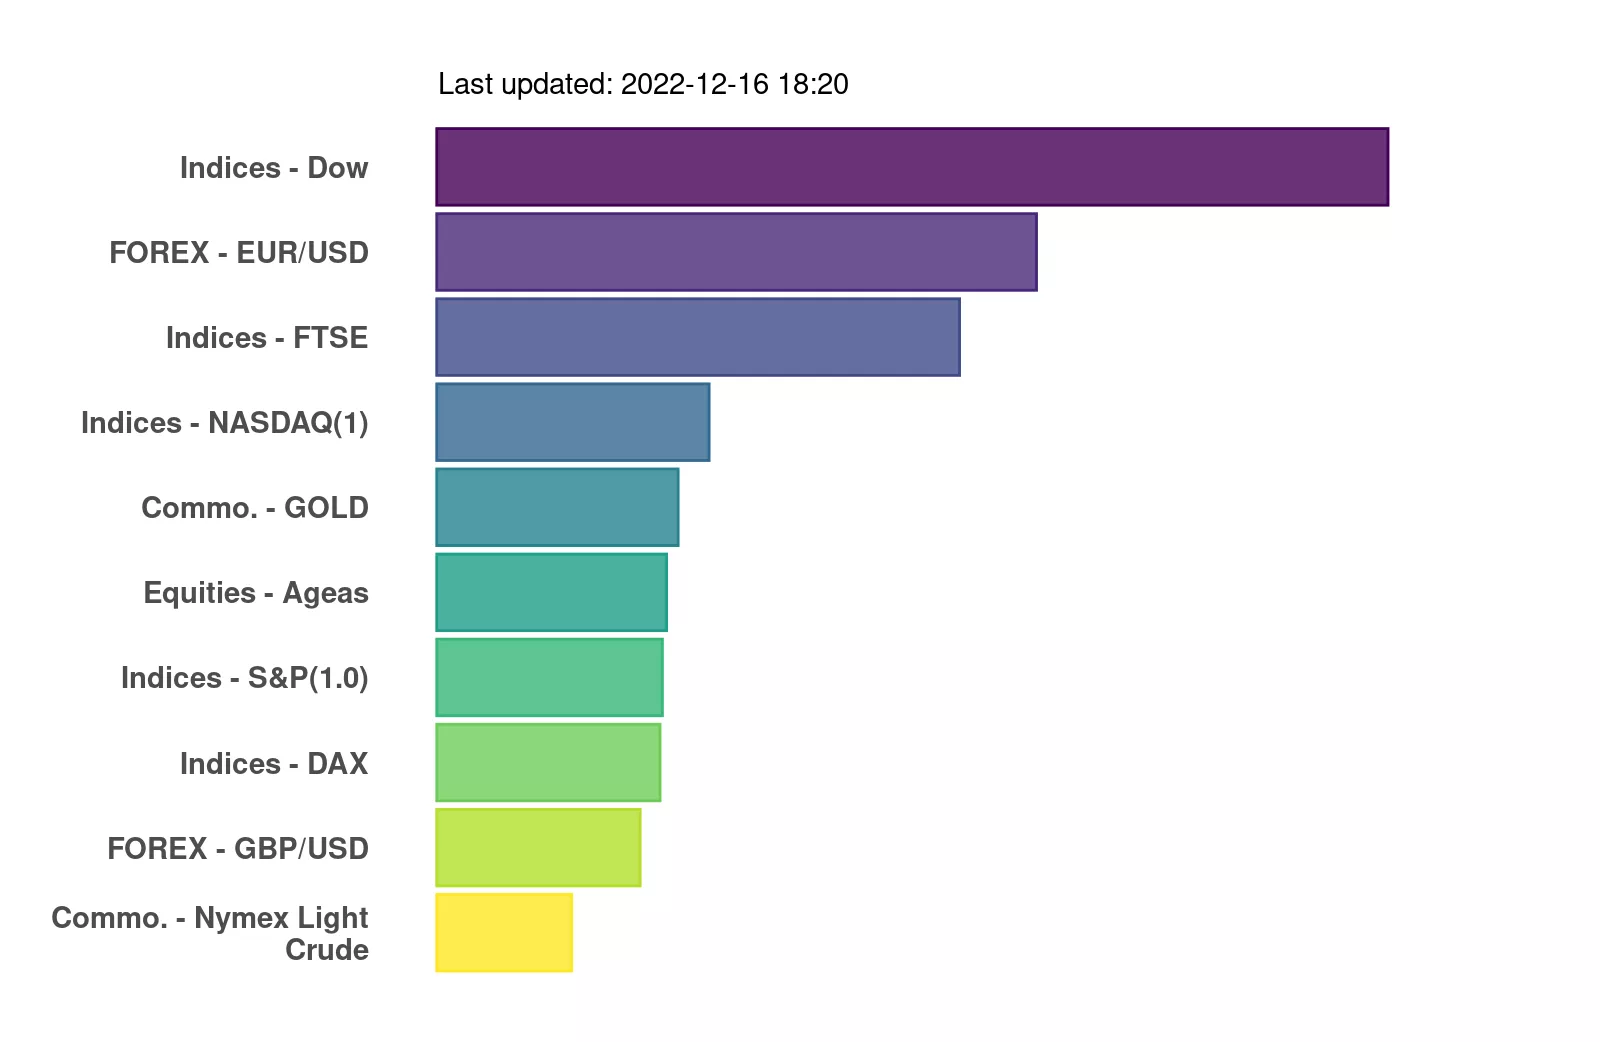 Last updated: 2022-12-16 18:20
Indices - Dow
FOREX - EUR/USD
Indices - FTSE
Indices - NASDAQ(1)
Commo. - GOLD
Equities - Ageas
Indices - S&P(1.0)
Indices - DAX
FOREX - GBP/USD
Commo. - Nymex Light
Crude